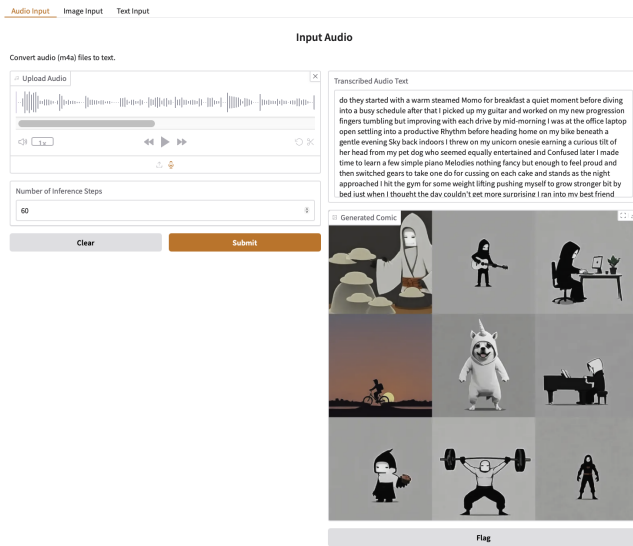 Audio Input
Image Input
Text Input
Input Audio
Convert audio (m4a) files to text.
Upload Audio
1x
Number of Inference Steps
60
Clear
Submit
Transcribed Audio Text
do they started with a warm steamed Momo for breakfast a quiet moment before diving
into a busy schedule after that I picked up my guitar and worked on my new progression
fingers tumbling but improving with each drive by mid-morning I was at the office laptop
open settling into a productive Rhythm before heading home on my bike beneath a
gentle evening Sky back indoors I threw on my unicorn onesie earning a curious tilt of
her head from my pet dog who seemed equally entertained and Confused later I made
time to learn a few simple piano Melodies nothing fancy but enough to feel proud and
then switched gears to take one do for cussing on each cake and stands as the night
approached I hit the gym for some weight lifting pushing myself to grow stronger bit by
bed just when I thought the day couldn't get more surprising I ran into my best friend
Generated Comic
Flag